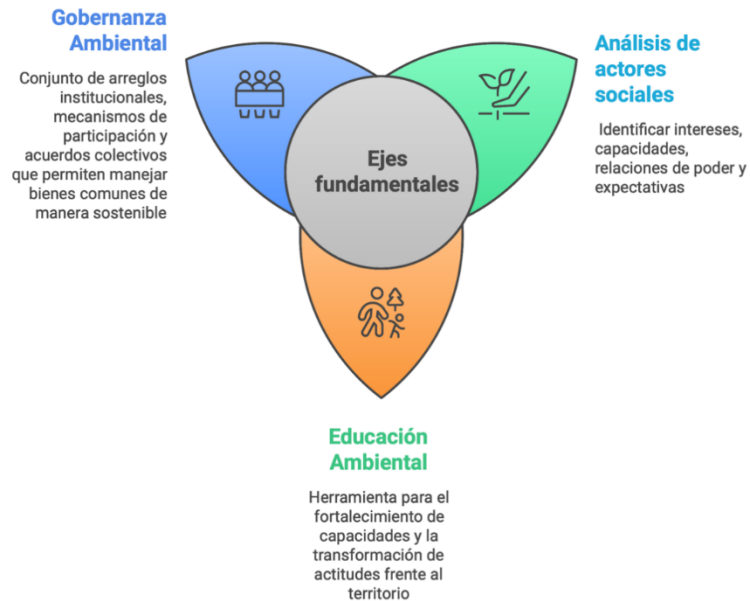 Gobernanza
Ambiental
Conjunto de arreglos
institucionales,
mecanismos de
participación y
acuerdos colectivos
que permiten manejar
bienes comunes de
manera sostenible
Ejes
fundamentales
Análisis de
actores
sociales
Identificar intereses,
capacidades,
relaciones de poder y
expectativas
Educación
Ambiental
Herramienta para el
fortalecimiento de
capacidades y la
transformación de
actitudes frente al
territorio